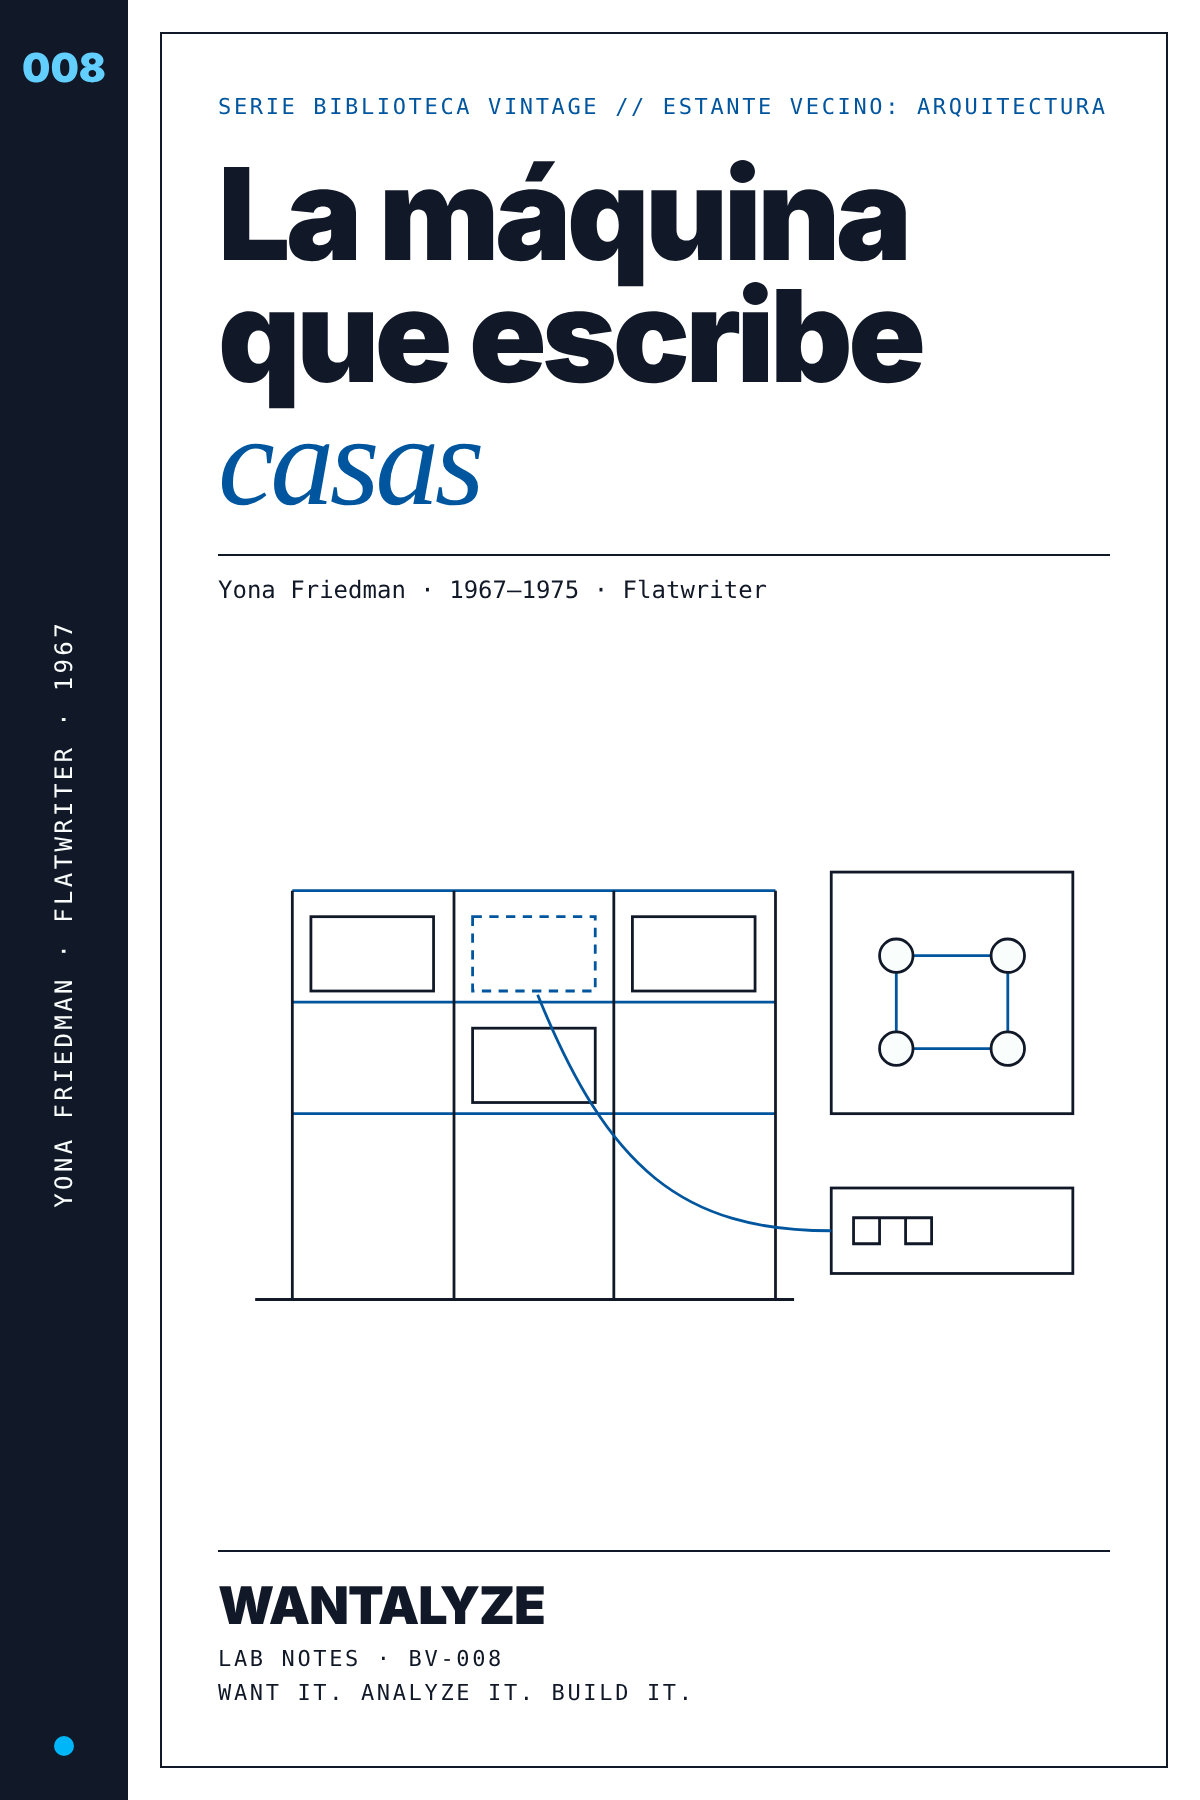 008
YONA FRIEDMAN · FLATWRITER · 1967
SERIE BIBLIOTECA VINTAGE // ESTANTE VECINO: ARQUITECTURA
La máquina
que escribe
casas
Yona Friedman · 1967–1975 · Flatwriter
WANTALYZE
LAB NOTES · BV-008
WANT IT. ANALYZE IT. BUILD IT.